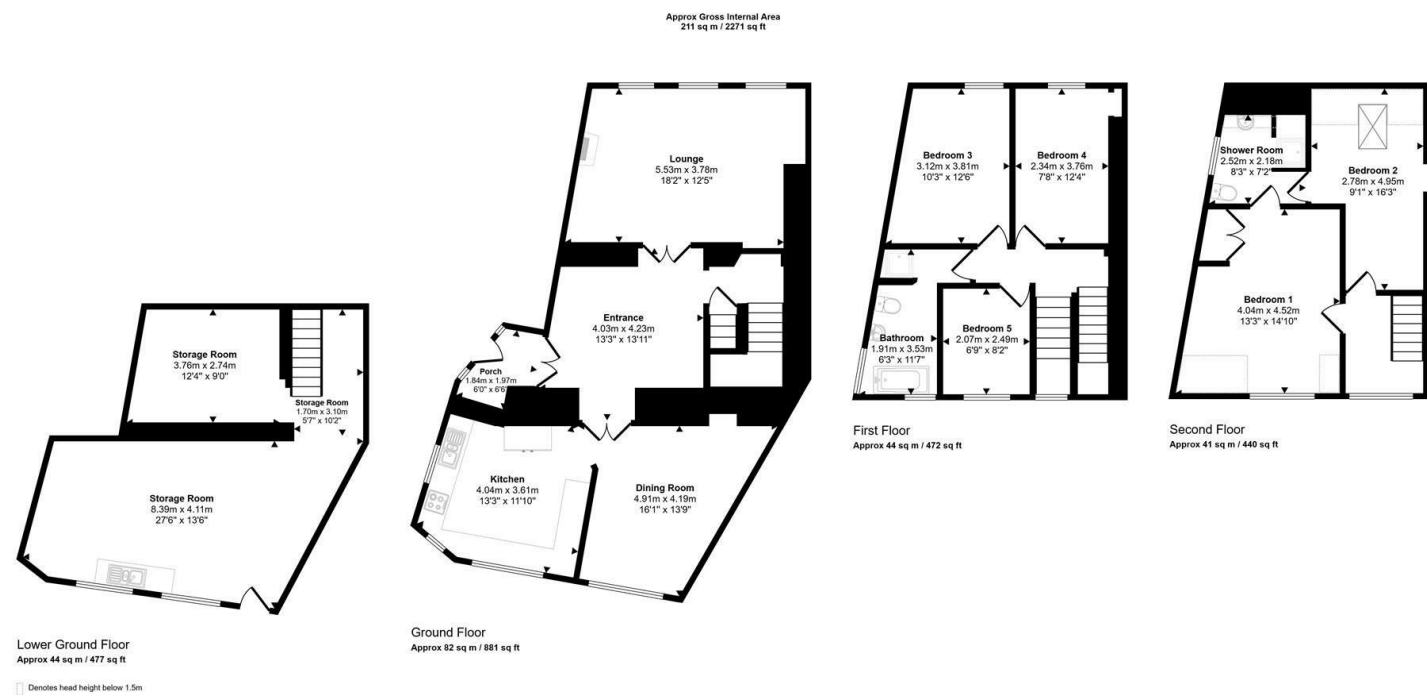 Approx Gross Internal Area
211 sq m / 2271 sq ft
Storage Room
3.76m x 2.74m
12'4" x 9'0"
Storage Room
1.70m x 3.10m
5'7" x 10'2"
Storage Room
8.39m x 4.11m
27'6" x 13'6"
Lower Ground Floor
Approx 44 sq m / 477 sq ft
Denotes head height below 1.5m
Lounge
5.53m x 3.78m
18'2" x 12'5"
Entrance
4.03m x 4.23m
13'3" x 13'11"
Porch
1.84m x 1.97m
6'0" x 6'6"
Kitchen
4.04m x 3.61m
13'3" x 11'10"
Dining Room
4.91m x 4.19m
16'1" x 13'9"
Ground Floor
Approx 82 sq m / 881 sq ft
Bedroom 3
3.12m x 3.81m
10'3" x 12'6"
Bedroom 4
2.34m x 3.76m
7'8" x 12'4"
Bathroom
1.91m x 3.53m
6'3" x 11'7"
Bedroom 5
2.07m x 2.49m
6'9" x 8'2"
First Floor
Approx 44 sq m / 472 sq ft
Shower Room
2.52m x 2.18m
8'3" x 7'2"
Bedroom 2
2.78m x 4.95m
9'1" x 16'3"
Bedroom 1
4.04m x 4.52m
13'3" x 14'10"
Second Floor
Approx 41 sq m / 440 sq ft